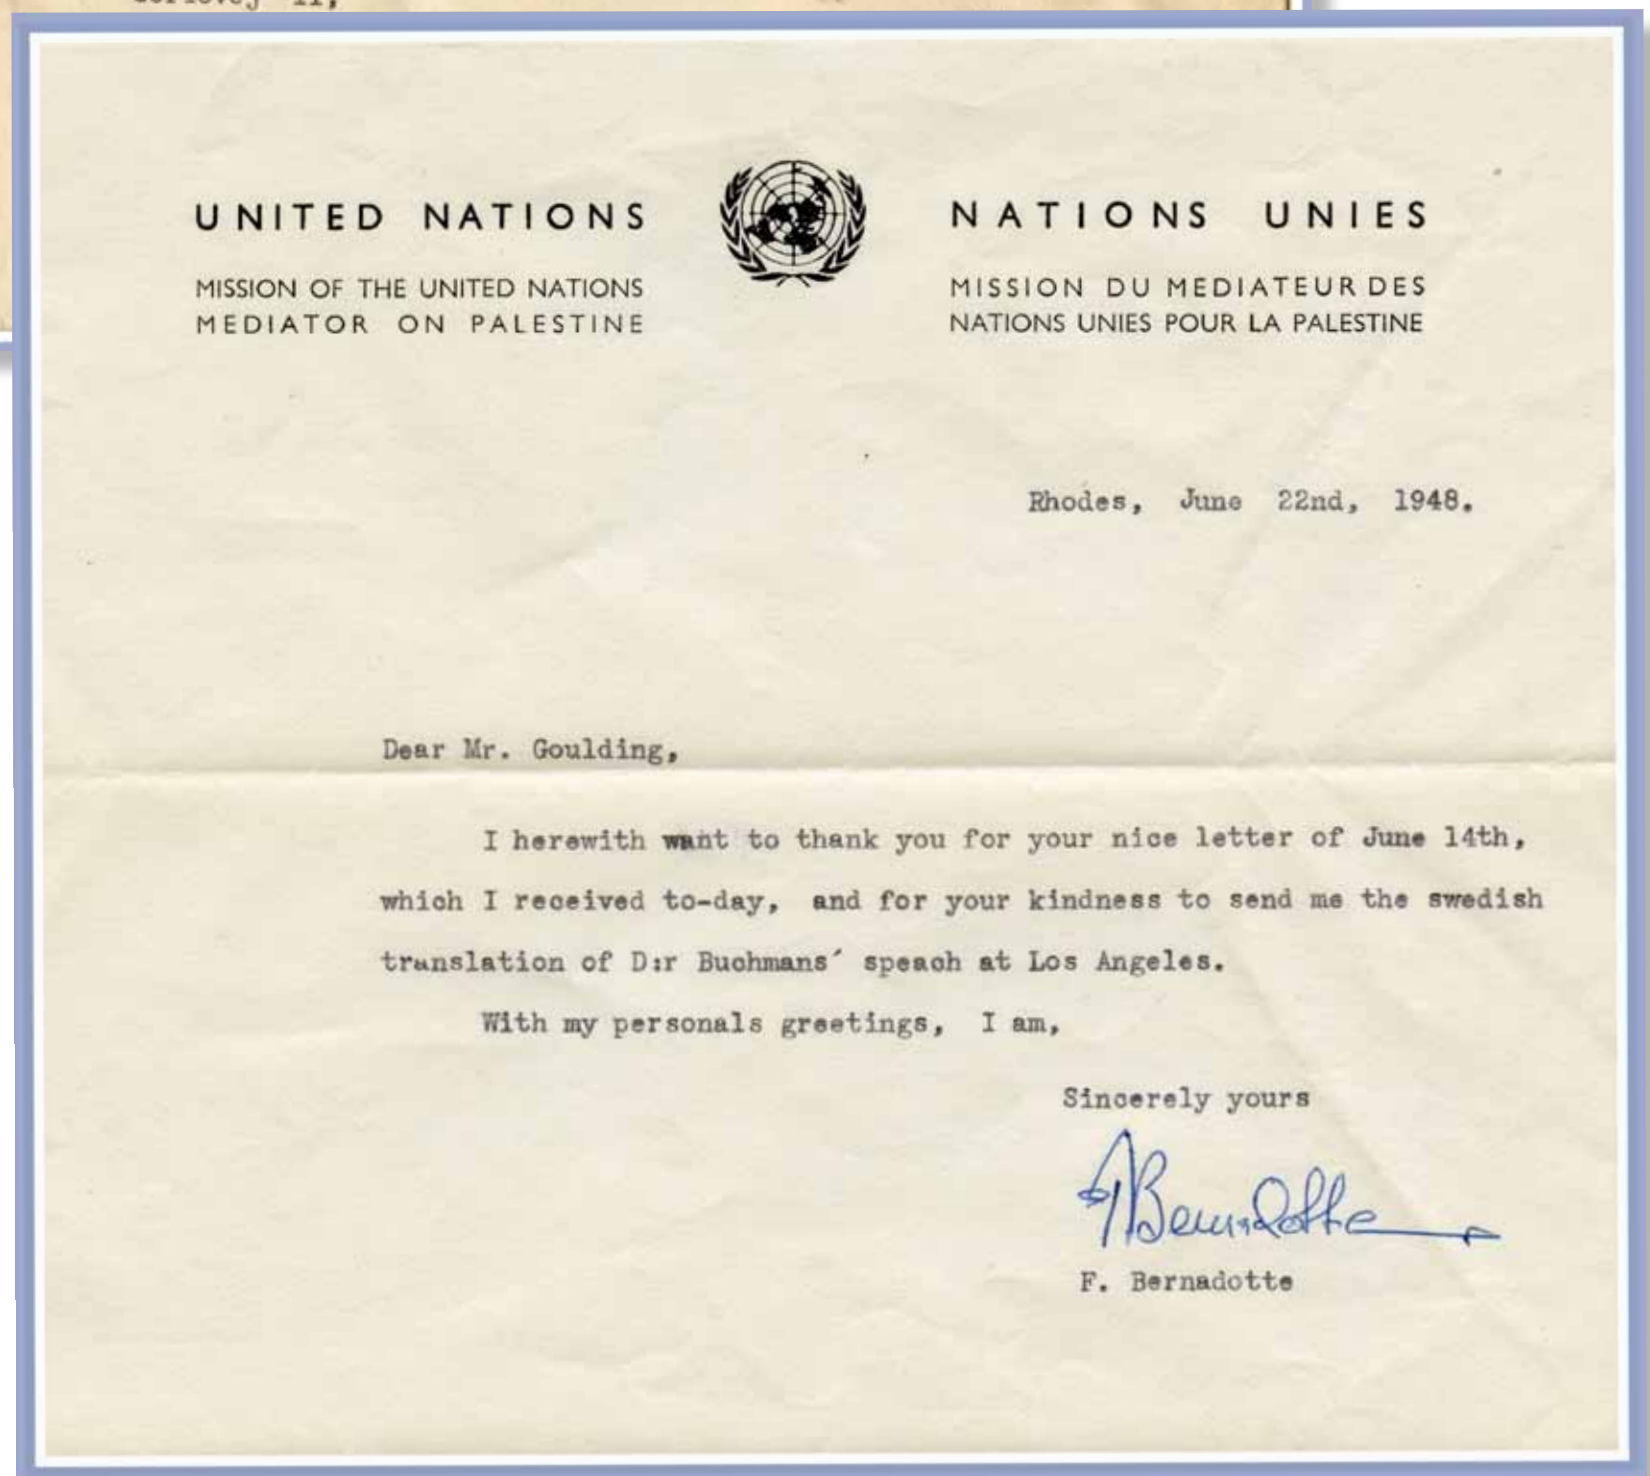 UNITED NATIONS
MISSION OF THE UNITED NATIONS
MEDIATOR ON PALESTINE
NATIONS UNIES
MISSION DU MEDIATEUR DES
NATIONS UNIES POUR LA PALESTINE
Rhodes, June 22nd, 1948.
Dear Mr. Goulding,
I herewith want to thank you for your nice letter of June 14th,
which I received to-day, and for your kindness to send me the swedish
translation of D:r Buchmans´ speach at Los Angeles.
With my personals greetings, I am,
Sincerely yours
F Bernadotte
F. Bernadotte